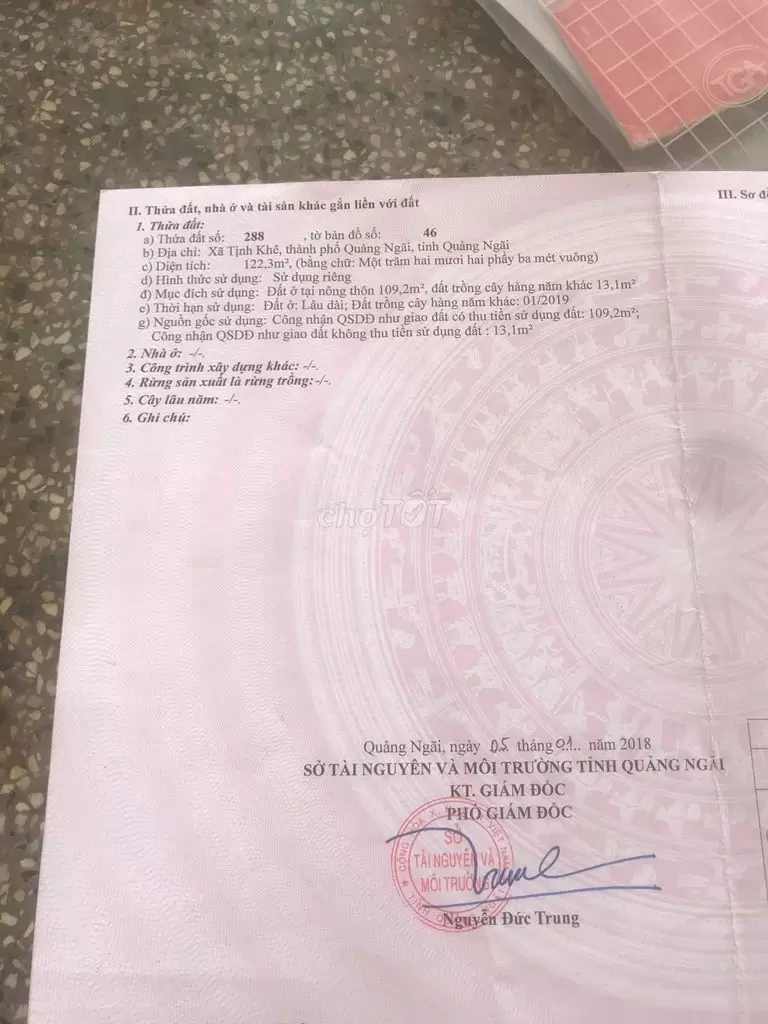 TGA
II. Thửa đất, nhà ở và tài sản khác gắn liền với đất
III. Sơ đ
1. Thửa đất:
a) Thửa đất số: 288 , tờ bản đồ số: 46
b) Địa chỉ: Xã Tịnh Khê, thành phố Quảng Ngãi, tỉnh Quảng Ngãi
c) Diện tích: 122,3m², (bằng chữ: Một trăm hai mươi hai phẩy ba mét vuông)
d) Hình thức sử dụng: Sử dụng riêng
đ) Mục đích sử dụng: Đất ở tại nông thôn 109,2m², đất trồng cây hàng năm khác 13,1m²
e) Thời hạn sử dụng: Đất ở: Lâu dài; Đất trồng cây hàng năm khác: 01/2019
g) Nguồn gốc sử dụng: Công nhận QSDĐ như giao đất có thu tiền sử dụng đất: 109,2m²;
Công nhận QSDĐ như giao đất không thu tiền sử dụng đất : 13,1m²
2. Nhà ở: -/-.
3. Công trình xây dựng khác: -/-.
4. Rừng sản xuất là rừng trồng:-/-.
5. Cây lâu năm: -/-.
6. Ghi chú:
chợTỐT
Quảng Ngãi, ngày 05 tháng 01.. năm 2018
SỞ TÀI NGUYÊN VÀ MÔI TRƯỜNG TỈNH QUẢNG NGÃI
KT. GIÁM ĐỐC
PHÓ GIÁM ĐỐC
SỞ
TÀI NGUYÊN VÀ
MÔI TRƯỜNG
Nguyễn Đức Trung